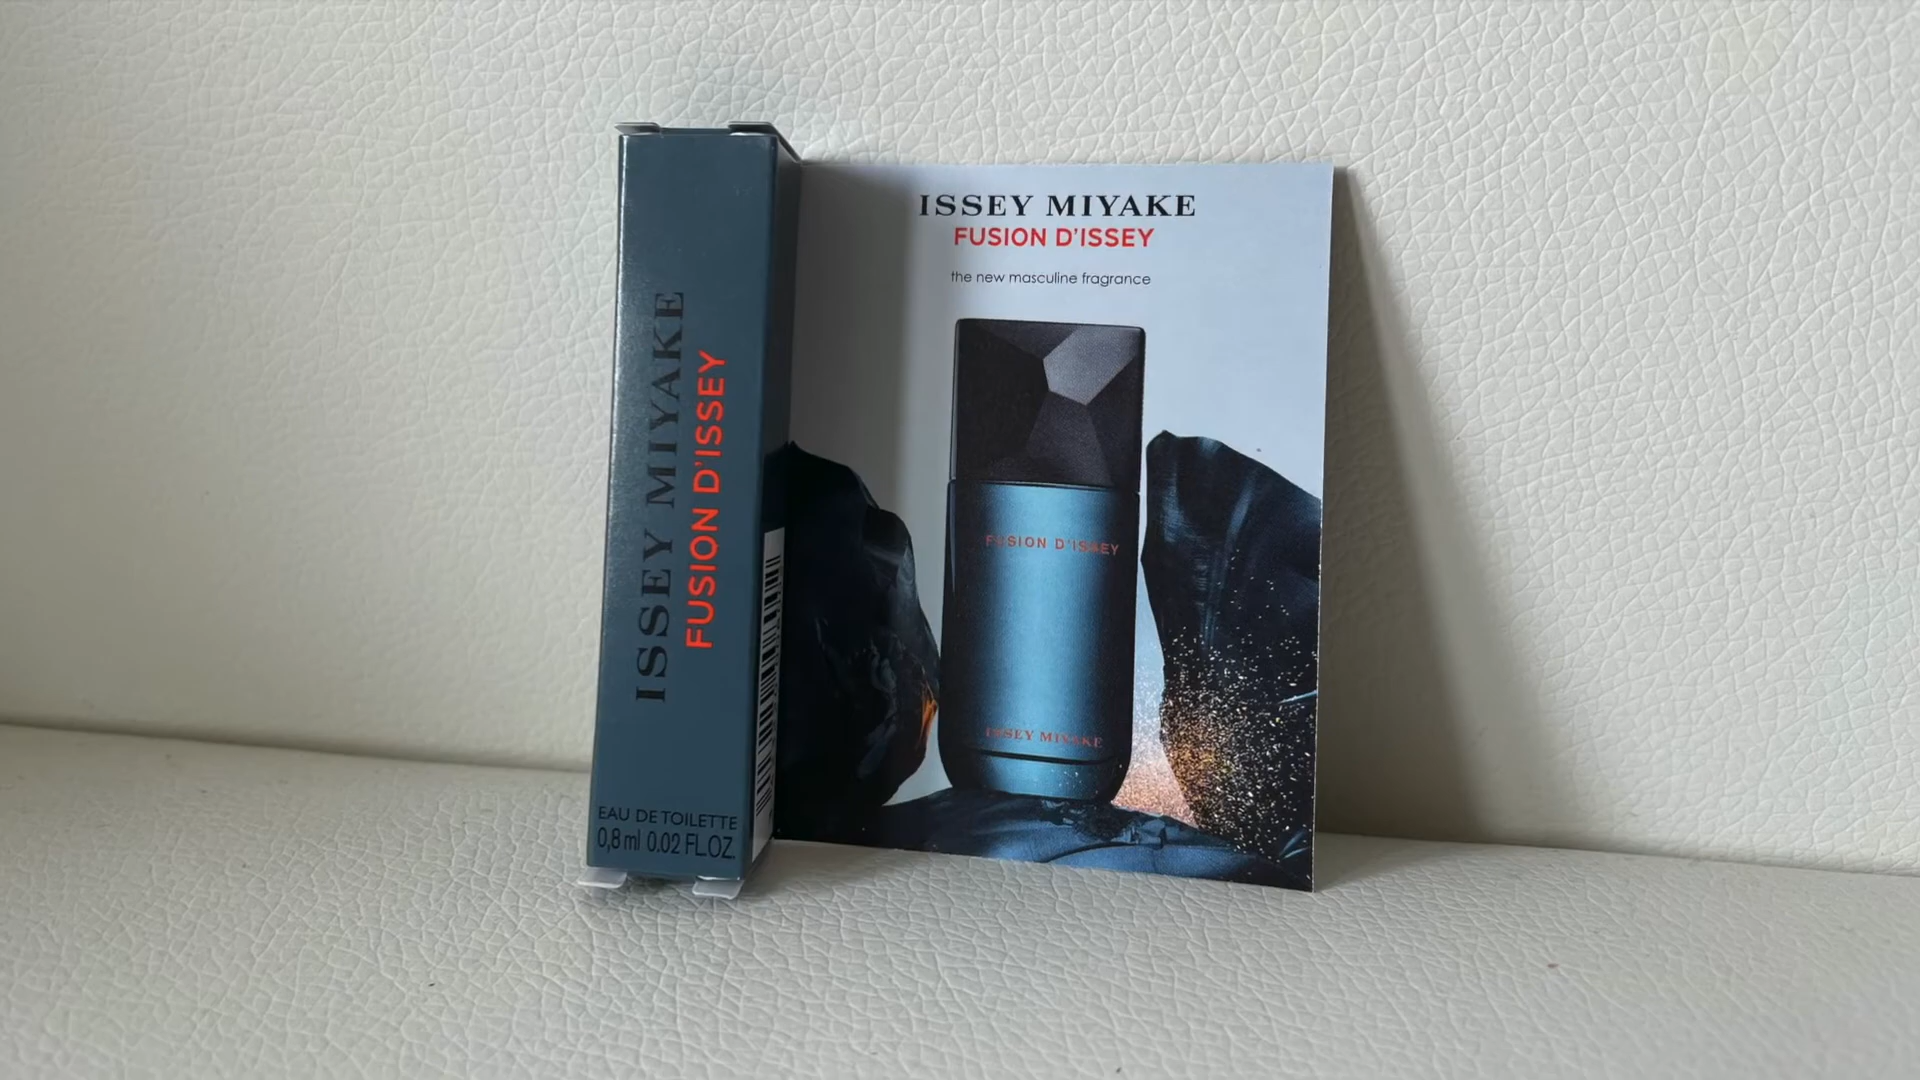 ISSEY MIYAKE
FUSION D'ISSEY
EAU DE TOILETTE
0,8 ml 0.02 FL.OZ.
ISSEY MIYAKE
FUSION D'ISSEY
the new masculine fragrance
FUSION D'ISSEY
ISSEY MIYAKE